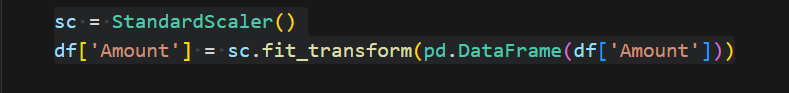 sc = StandardScaler()
df['Amount'] = sc.fit_transform(pd.DataFrame(df['Amount']))